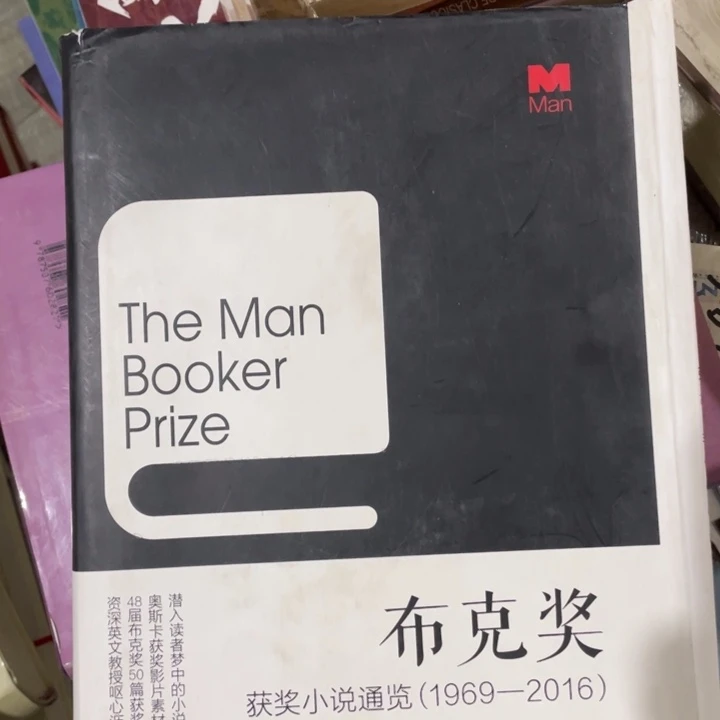 Man
The Man
Booker
Prize
布克奖
获奖小说通览(1969—2016)
潜入读者梦中的小说
奥斯卡获奖影片素材
48届布克奖50篇获奖
资深英文教授呕心沥